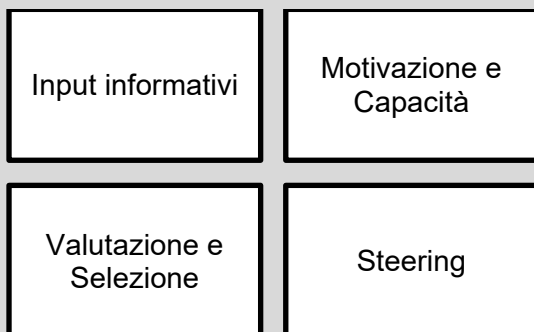 Input informativi
Motivazione e
Capacità
Valutazione e
Selezione
Steering